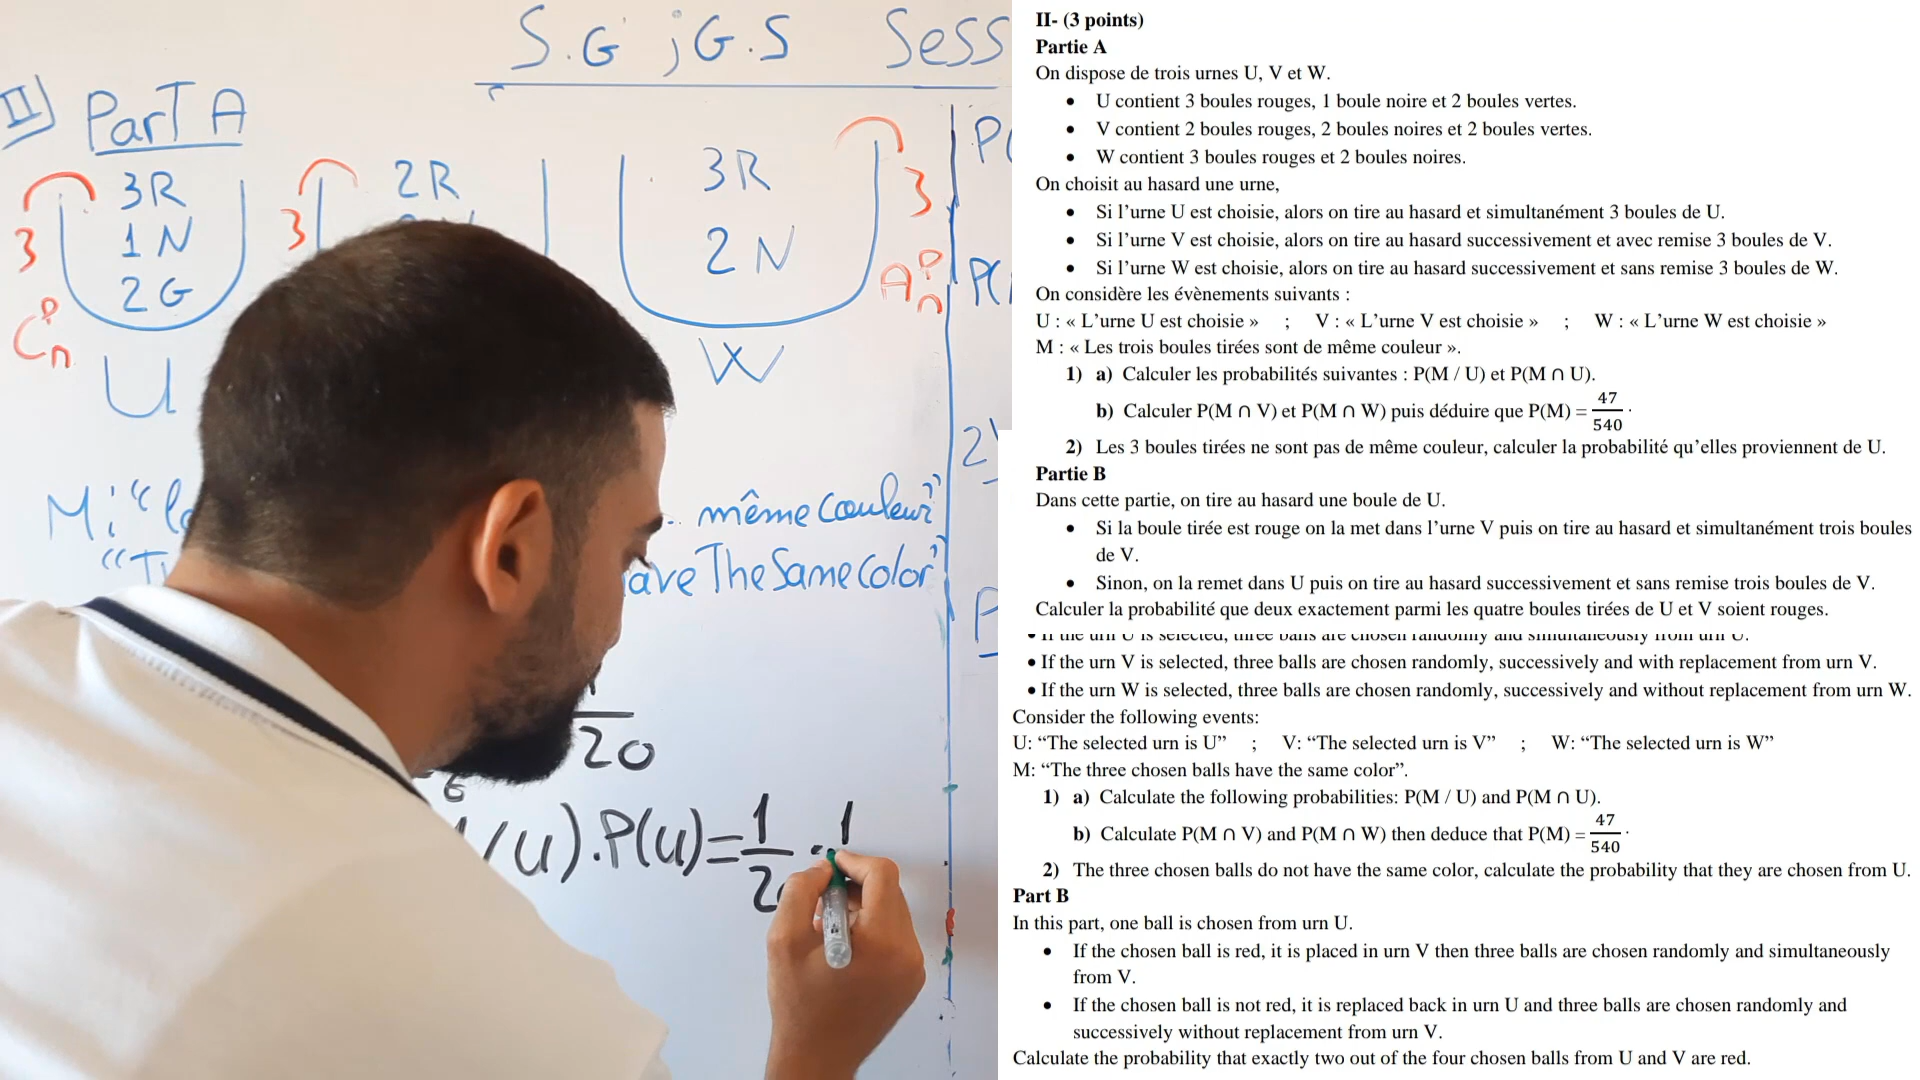 S.G ; G.S Sess
II Part A
3R
1N
2G
3
C P n
U
2R
3
3R
2N
3
A P n
W
P(
P(
M: "
même couleur"
ave The Same Color"
20
6
/U).P(U)=1/2 . 1
II- (3 points)
Partie A
On dispose de trois urnes U, V et W.
• U contient 3 boules rouges, 1 boule noire et 2 boules vertes.
• V contient 2 boules rouges, 2 boules noires et 2 boules vertes.
• W contient 3 boules rouges et 2 boules noires.
On choisit au hasard une urne,
• Si l'urne U est choisie, alors on tire au hasard et simultanément 3 boules de U.
• Si l'urne V est choisie, alors on tire au hasard successivement et avec remise 3 boules de V.
• Si l'urne W est choisie, alors on tire au hasard successivement et sans remise 3 boules de W.
On considère les évènements suivants :
U : « L'urne U est choisie » ; V : « L'urne V est choisie » ; W : « L'urne W est choisie »
M : « Les trois boules tirées sont de même couleur ».
1) a) Calculer les probabilités suivantes : P(M / U) et P(M ∩ U).
b) Calculer P(M ∩ V) et P(M ∩ W) puis déduire que P(M) = 47/540 .
2) Les 3 boules tirées ne sont pas de même couleur, calculer la probabilité qu'elles proviennent de U.
Partie B
Dans cette partie, on tire au hasard une boule de U.
• Si la boule tirée est rouge on la met dans l'urne V puis on tire au hasard et simultanément trois boules
de V.
• Sinon, on la remet dans U puis on tire au hasard successivement et sans remise trois boules de V.
Calculer la probabilité que deux exactement parmi les quatre boules tirées de U et V soient rouges.
• If the urn U is selected, three balls are chosen randomly and simultaneously from urn U.
• If the urn V is selected, three balls are chosen randomly, successively and with replacement from urn V.
• If the urn W is selected, three balls are chosen randomly, successively and without replacement from urn W.
Consider the following events:
U: “The selected urn is U” ; V: “The selected urn is V” ; W: “The selected urn is W”
M: “The three chosen balls have the same color”.
1) a) Calculate the following probabilities: P(M / U) and P(M ∩ U).
b) Calculate P(M ∩ V) and P(M ∩ W) then deduce that P(M) = 47/540 .
2) The three chosen balls do not have the same color, calculate the probability that they are chosen from U.
Part B
In this part, one ball is chosen from urn U.
• If the chosen ball is red, it is placed in urn V then three balls are chosen randomly and simultaneously
from V.
• If the chosen ball is not red, it is replaced back in urn U and three balls are chosen randomly and
successively without replacement from urn V.
Calculate the probability that exactly two out of the four chosen balls from U and V are red.